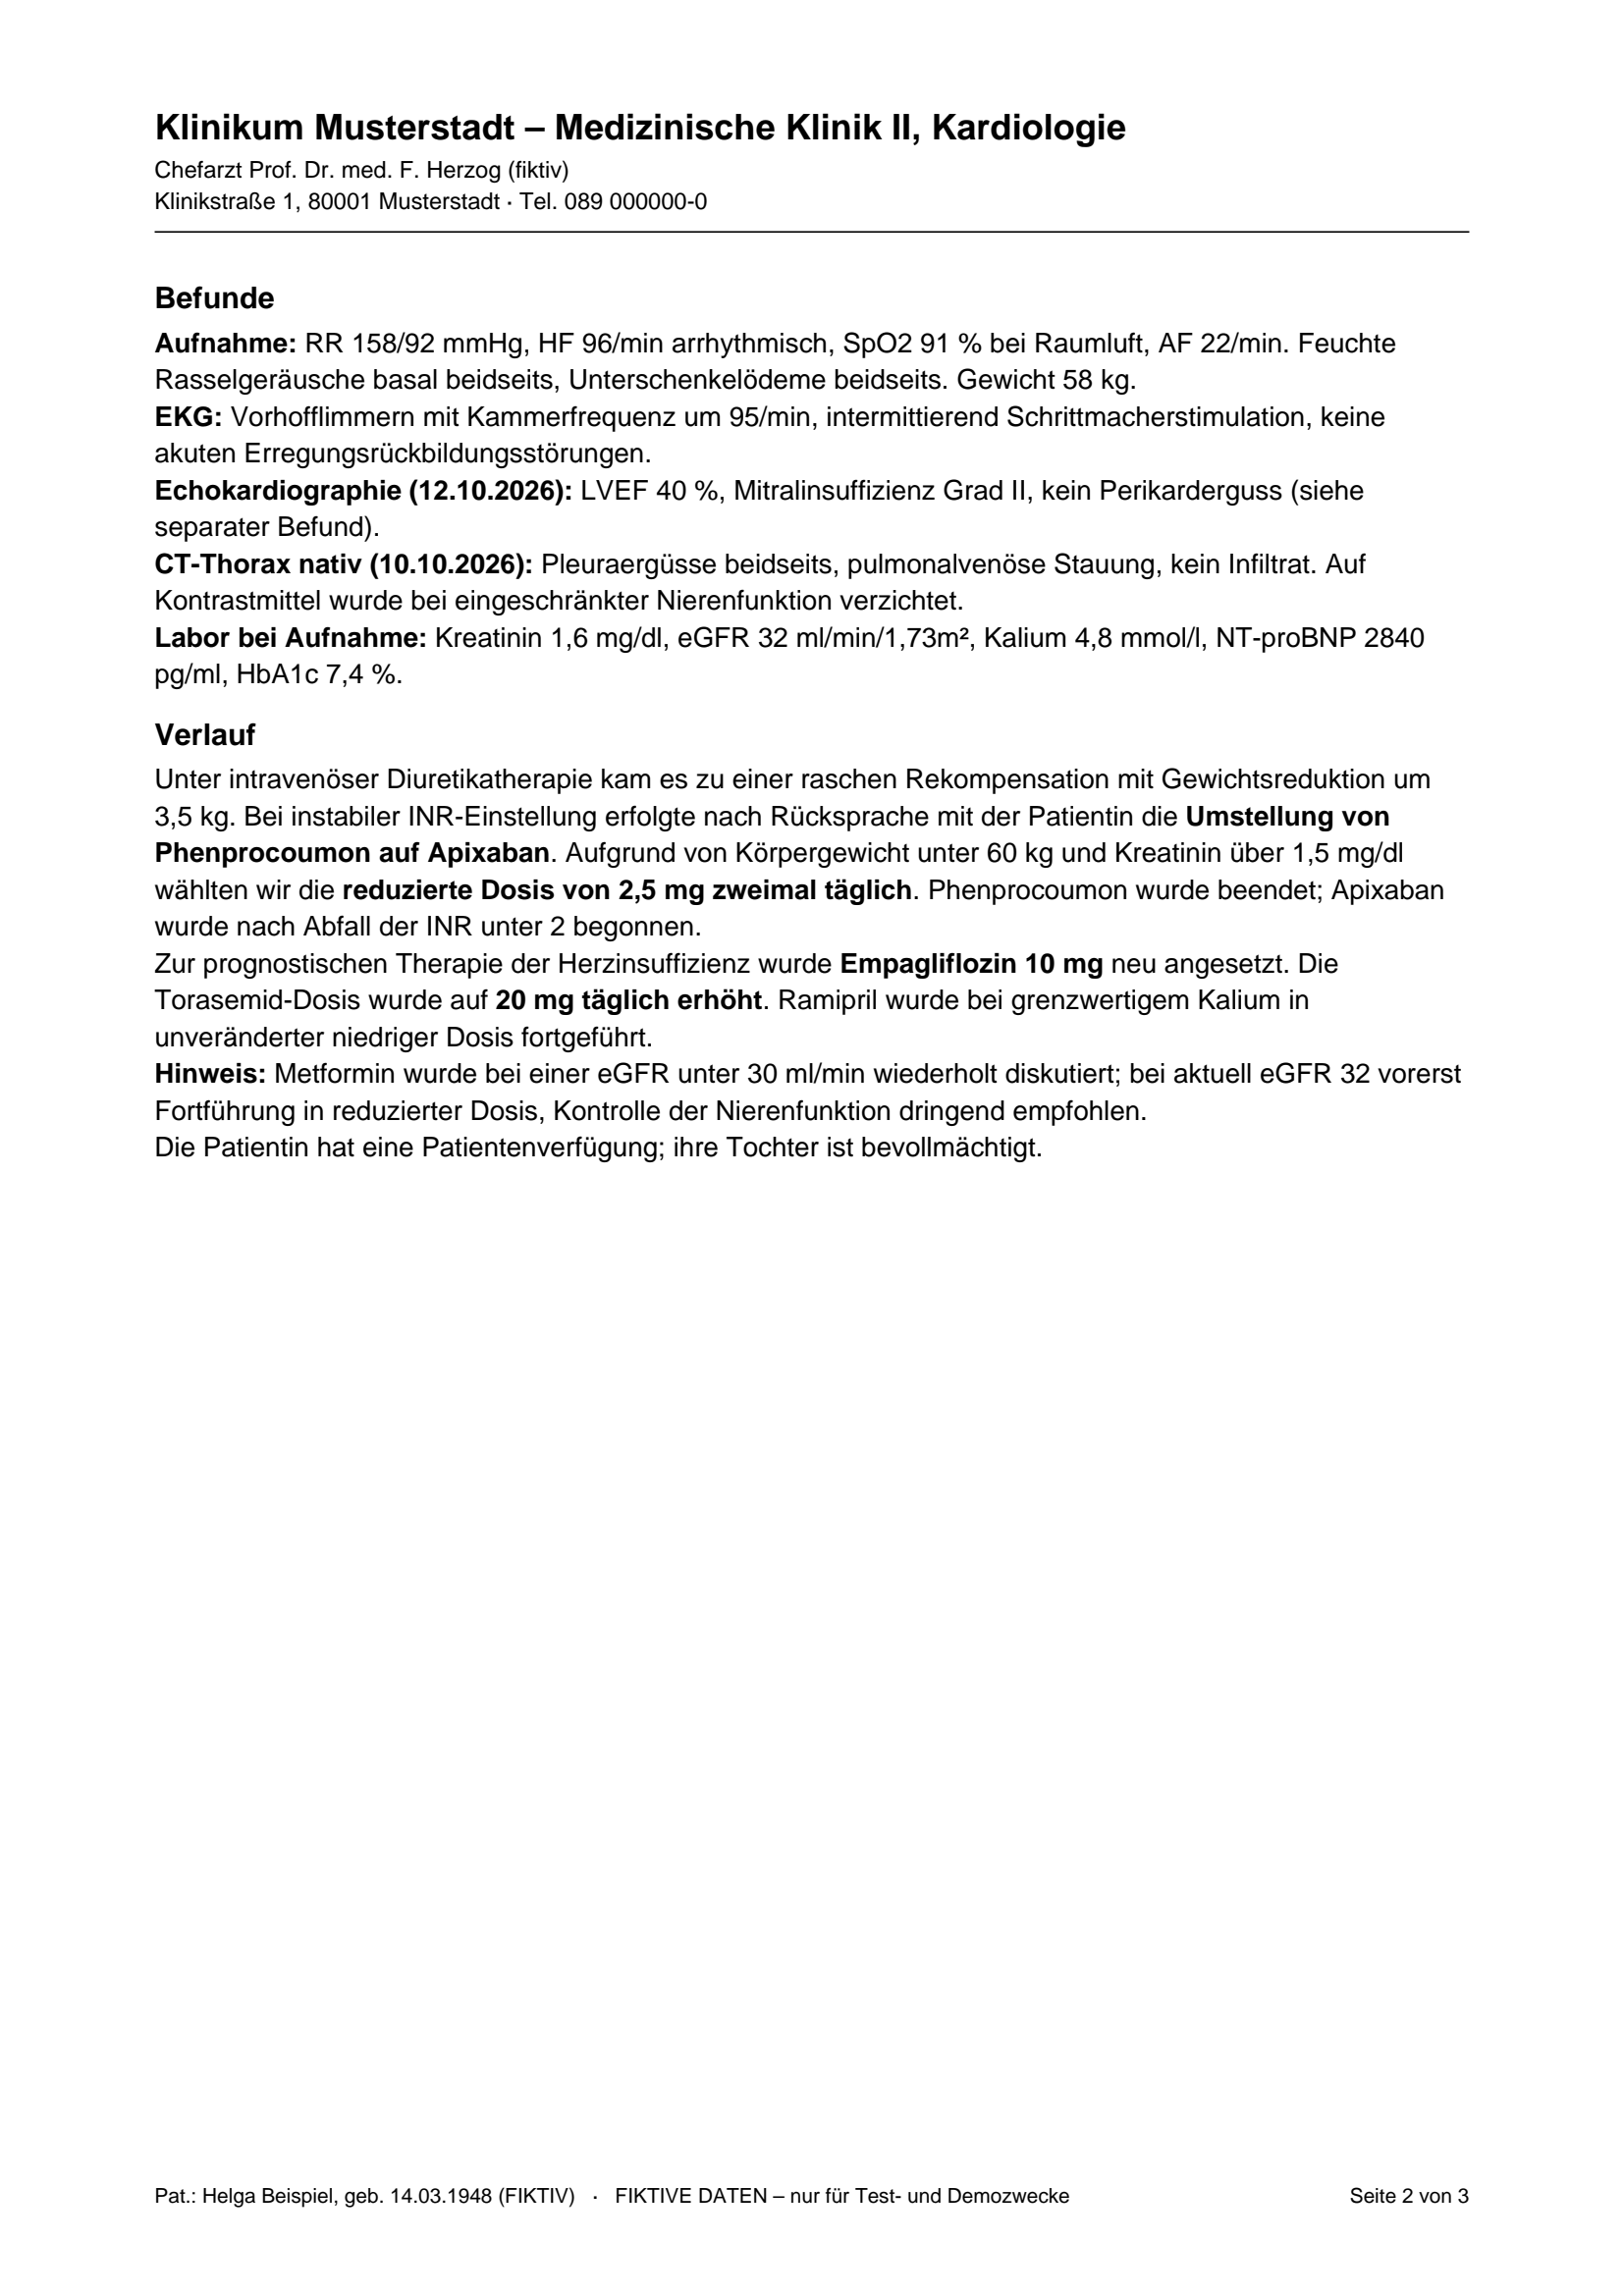 Klinikum Musterstadt – Medizinische Klinik II, Kardiologie
Chefarzt Prof. Dr. med. F. Herzog (fiktiv)
Klinikstraße 1, 80001 Musterstadt · Tel. 089 000000-0
Befunde
Aufnahme: RR 158/92 mmHg, HF 96/min arrhythmisch, SpO2 91 % bei Raumluft, AF 22/min. Feuchte
Rasselgeräusche basal beidseits, Unterschenkelödeme beidseits. Gewicht 58 kg.
EKG: Vorhofflimmern mit Kammerfrequenz um 95/min, intermittierend Schrittmacherstimulation, keine
akuten Erregungsrückbildungsstörungen.
Echokardiographie (12.10.2026): LVEF 40 %, Mitralinsuffizienz Grad II, kein Perikarderguss (siehe
separater Befund).
CT-Thorax nativ (10.10.2026): Pleuraergüsse beidseits, pulmonalvenöse Stauung, kein Infiltrat. Auf
Kontrastmittel wurde bei eingeschränkter Nierenfunktion verzichtet.
Labor bei Aufnahme: Kreatinin 1,6 mg/dl, eGFR 32 ml/min/1,73m², Kalium 4,8 mmol/l, NT-proBNP 2840
pg/ml, HbA1c 7,4 %.
Verlauf
Unter intravenöser Diuretikatherapie kam es zu einer raschen Rekompensation mit Gewichtsreduktion um
3,5 kg. Bei instabiler INR-Einstellung erfolgte nach Rücksprache mit der Patientin die Umstellung von
Phenprocoumon auf Apixaban. Aufgrund von Körpergewicht unter 60 kg und Kreatinin über 1,5 mg/dl
wählten wir die reduzierte Dosis von 2,5 mg zweimal täglich. Phenprocoumon wurde beendet; Apixaban
wurde nach Abfall der INR unter 2 begonnen.
Zur prognostischen Therapie der Herzinsuffizienz wurde Empagliflozin 10 mg neu angesetzt. Die
Torasemid-Dosis wurde auf 20 mg täglich erhöht. Ramipril wurde bei grenzwertigem Kalium in
unveränderter niedriger Dosis fortgeführt.
Hinweis: Metformin wurde bei einer eGFR unter 30 ml/min wiederholt diskutiert; bei aktuell eGFR 32 vorerst
Fortführung in reduzierter Dosis, Kontrolle der Nierenfunktion dringend empfohlen.
Die Patientin hat eine Patientenverfügung; ihre Tochter ist bevollmächtigt.
Pat.: Helga Beispiel, geb. 14.03.1948 (FIKTIV) · FIKTIVE DATEN – nur für Test- und Demozwecke Seite 2 von 3